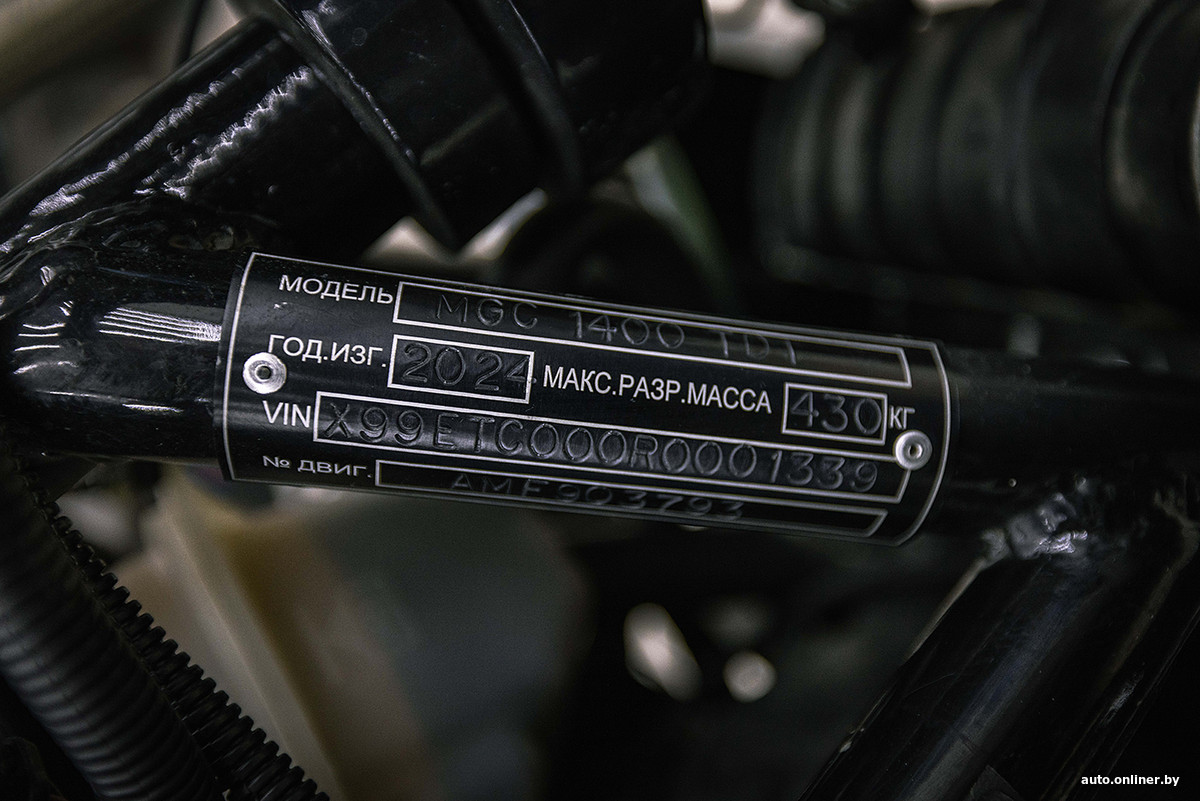 МОДЕЛЬ MGC 1400 TDI
ГОД.ИЗГ. 2024 МАКС.РАЗР.МАССА 430 КГ
VIN X99ETC000R0001339
№ ДВИГ. AMF903793
auto.onliner.by